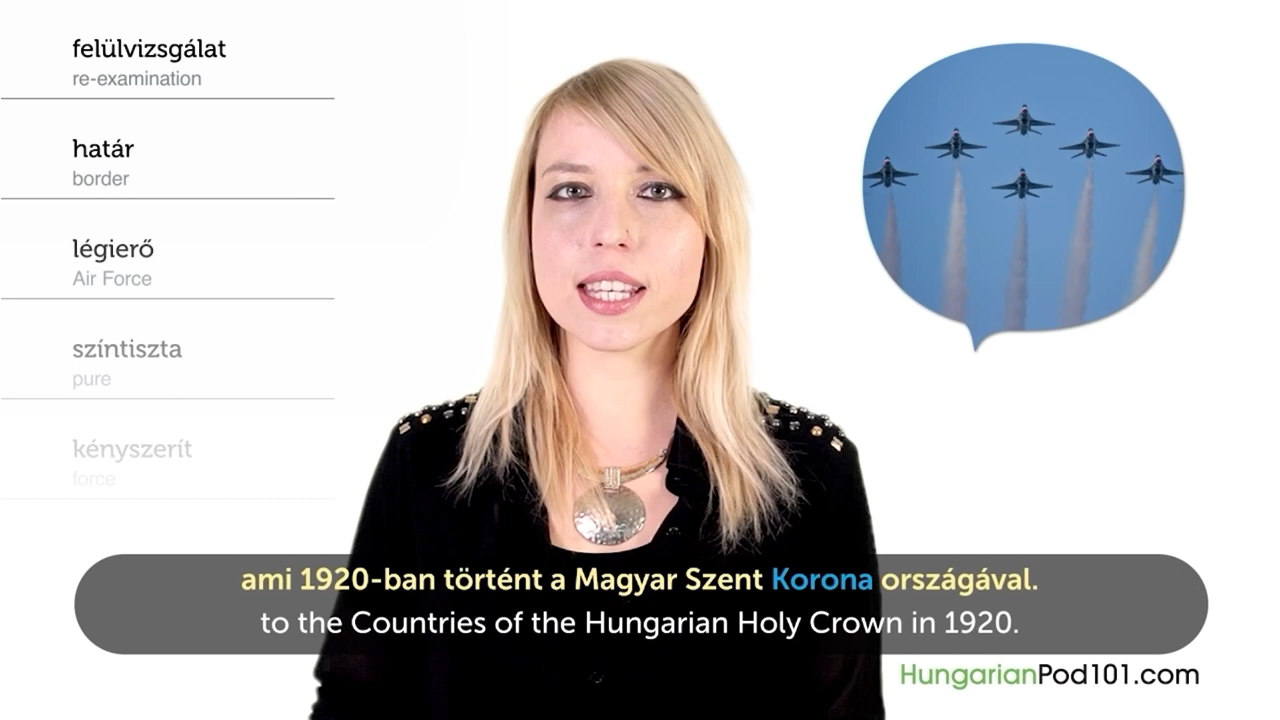 felülvizsgálat
re-examination
határ
border
légierő
Air Force
színtiszta
pure
kényszerít
force
ami 1920-ban történt a Magyar Szent Korona országával.
to the Countries of the Hungarian Holy Crown in 1920.
HungarianPod101.com